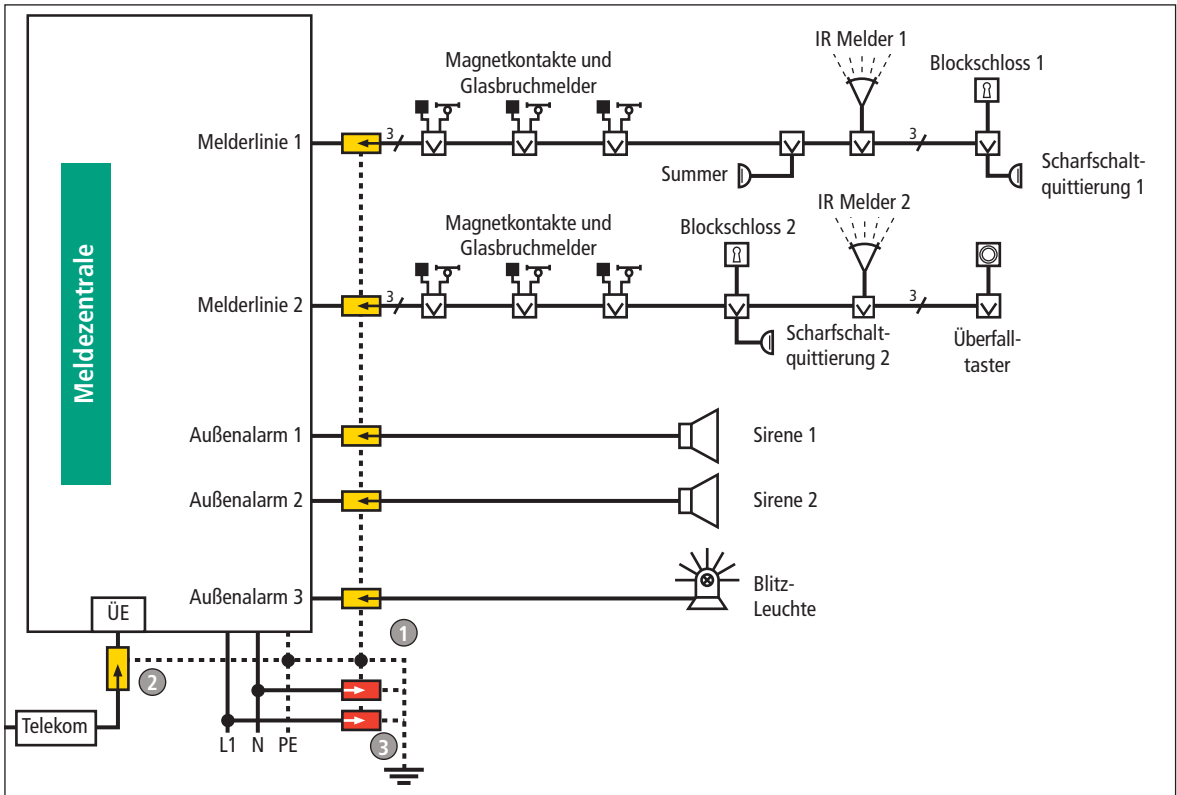 Meldezentrale
Melderlinie 1
3
Magnetkontakte und
Glasbruchmelder
Summer
IR Melder 1
3
Blockschloss 1
Scharfschalt-
quittierung 1
Melderlinie 2
3
Magnetkontakte und
Glasbruchmelder
Blockschloss 2
Scharfschalt-
quittierung 2
IR Melder 2
3
Überfall-
taster
Außenalarm 1
Sirene 1
Außenalarm 2
Sirene 2
Außenalarm 3
Blitz-
Leuchte
ÜE
1
2
3
Telekom
L1 N PE